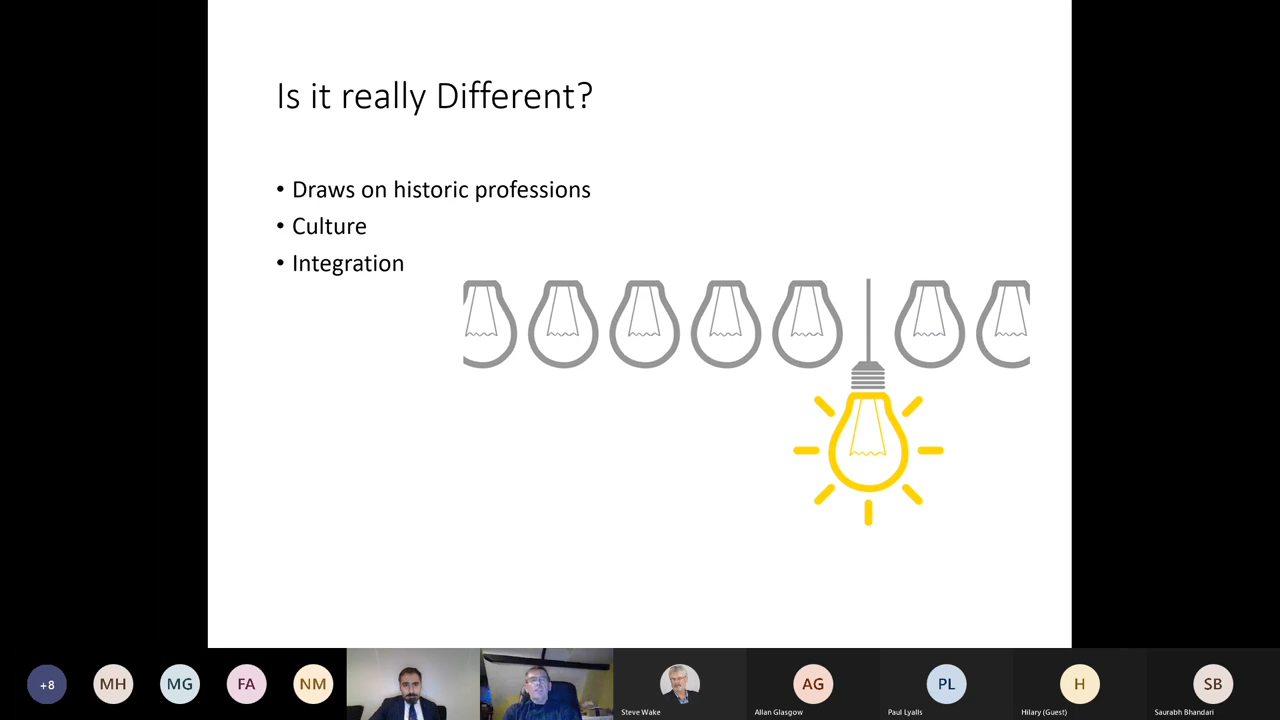 Is it really Different?
• Draws on historic professions
• Culture
• Integration
+8
MH
MG
FA
NM
Steve Wake
AG
Allan Glasgow
PL
Paul Lyalls
H
Hilary (Guest)
SB
Saurabh Bhandari